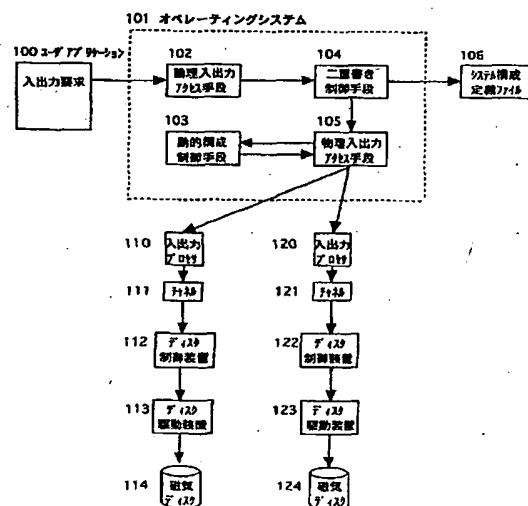 101 オペレーティングシステム
100 ユーザアプリケーション
入出力要求
102
論理入出力
アクセス手段
104
二重書き
制御手段
106
システム構成
定義ファイル
103
動的構成
制御手段
105
物理入出力
アクセス手段
110
入出力
プロセサ
120
入出力
プロセサ
111
チャネル
121
チャネル
112
ディスク
制御装置
122
ディスク
制御装置
113
ディスク
駆動装置
123
ディスク
駆動装置
114
磁気
ディスク
124
磁気
ディスク